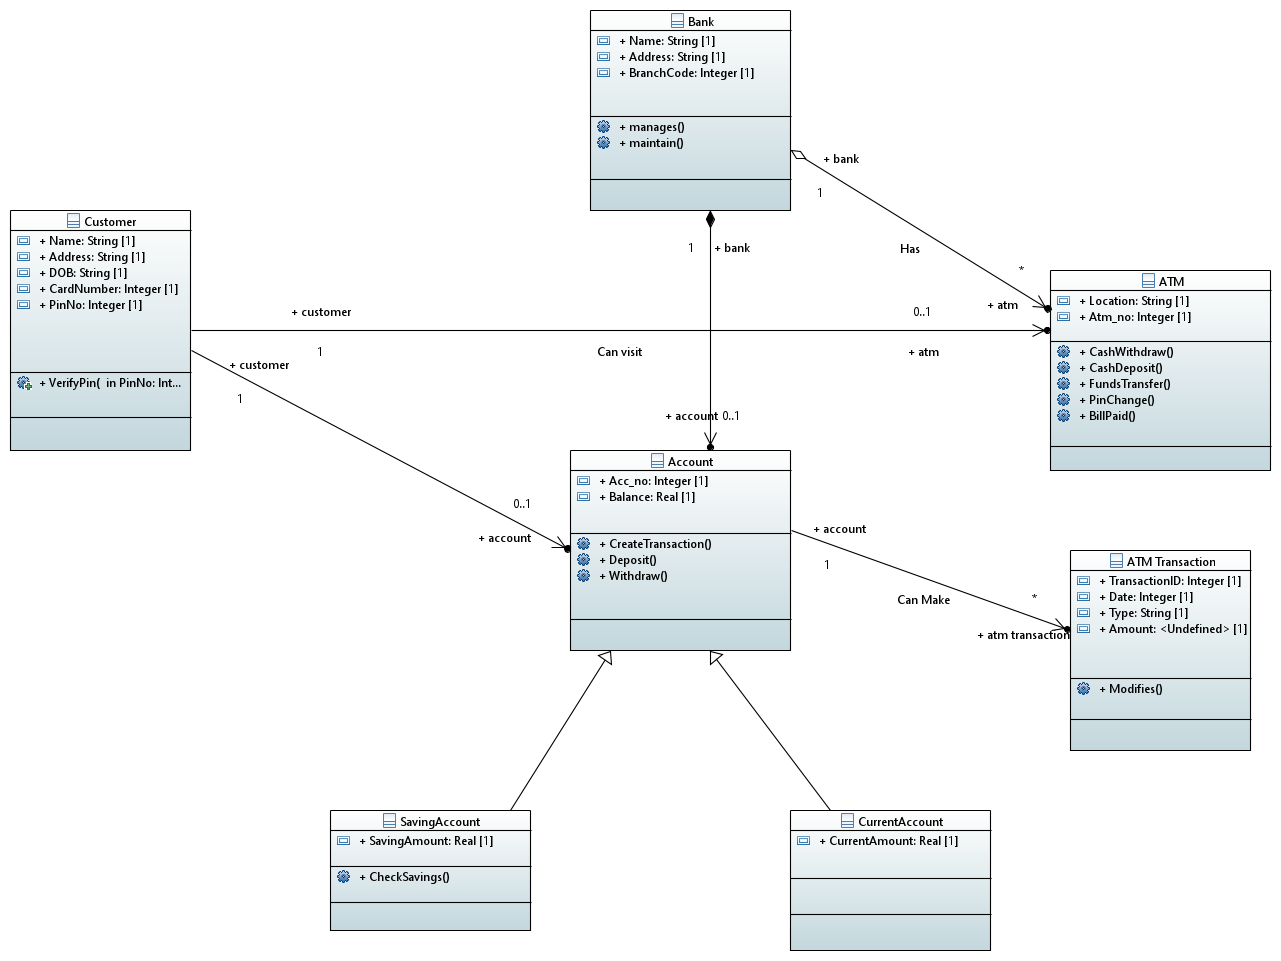 Bank
+ Name: String [1]
+ Address: String [1]
+ BranchCode: Integer [1]
+ manages()
+ maintain()
+ bank
1
Has
*
+ atm
1
+ bank
Customer
+ Name: String [1]
+ Address: String [1]
+ DOB: String [1]
+ CardNumber: Integer [1]
+ PinNo: Integer [1]
+ VerifyPin( in PinNo: Int...
+ customer
1
Can visit
0..1
+ atm
ATM
+ Location: String [1]
+ Atm_no: Integer [1]
+ CashWithdraw()
+ CashDeposit()
+ FundsTransfer()
+ PinChange()
+ BillPaid()
+ customer
1
0..1
+ account
+ account 0..1
Account
+ Acc_no: Integer [1]
+ Balance: Real [1]
+ CreateTransaction()
+ Deposit()
+ Withdraw()
+ account
1
Can Make
*
+ atm transaction
ATM Transaction
+ TransactionID: Integer [1]
+ Date: Integer [1]
+ Type: String [1]
+ Amount: <Undefined> [1]
+ Modifies()
SavingAccount
+ SavingAmount: Real [1]
+ CheckSavings()
CurrentAccount
+ CurrentAmount: Real [1]